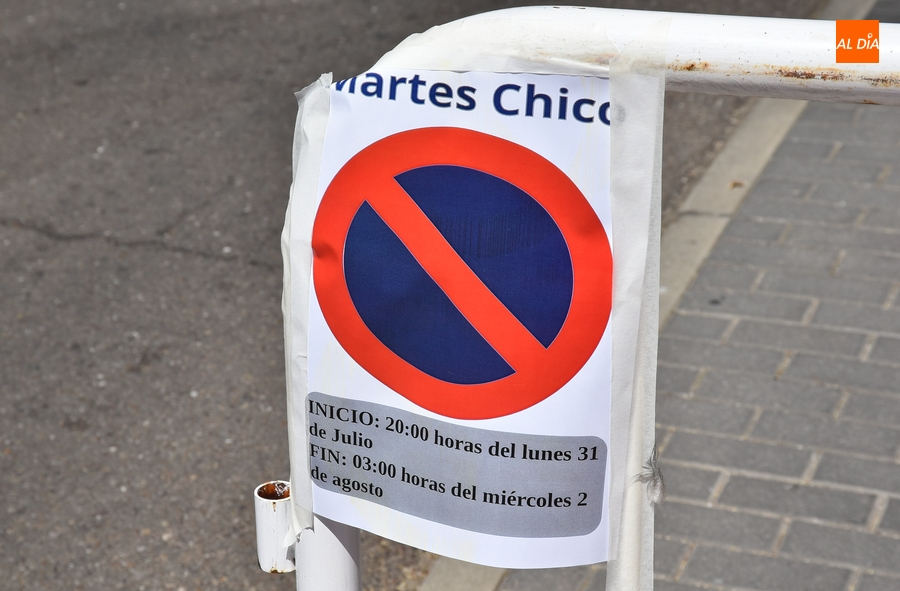 AL DÍA
Martes Chico
INICIO: 20:00 horas del lunes 31
de Julio
FIN: 03:00 horas del miércoles 2
de agosto